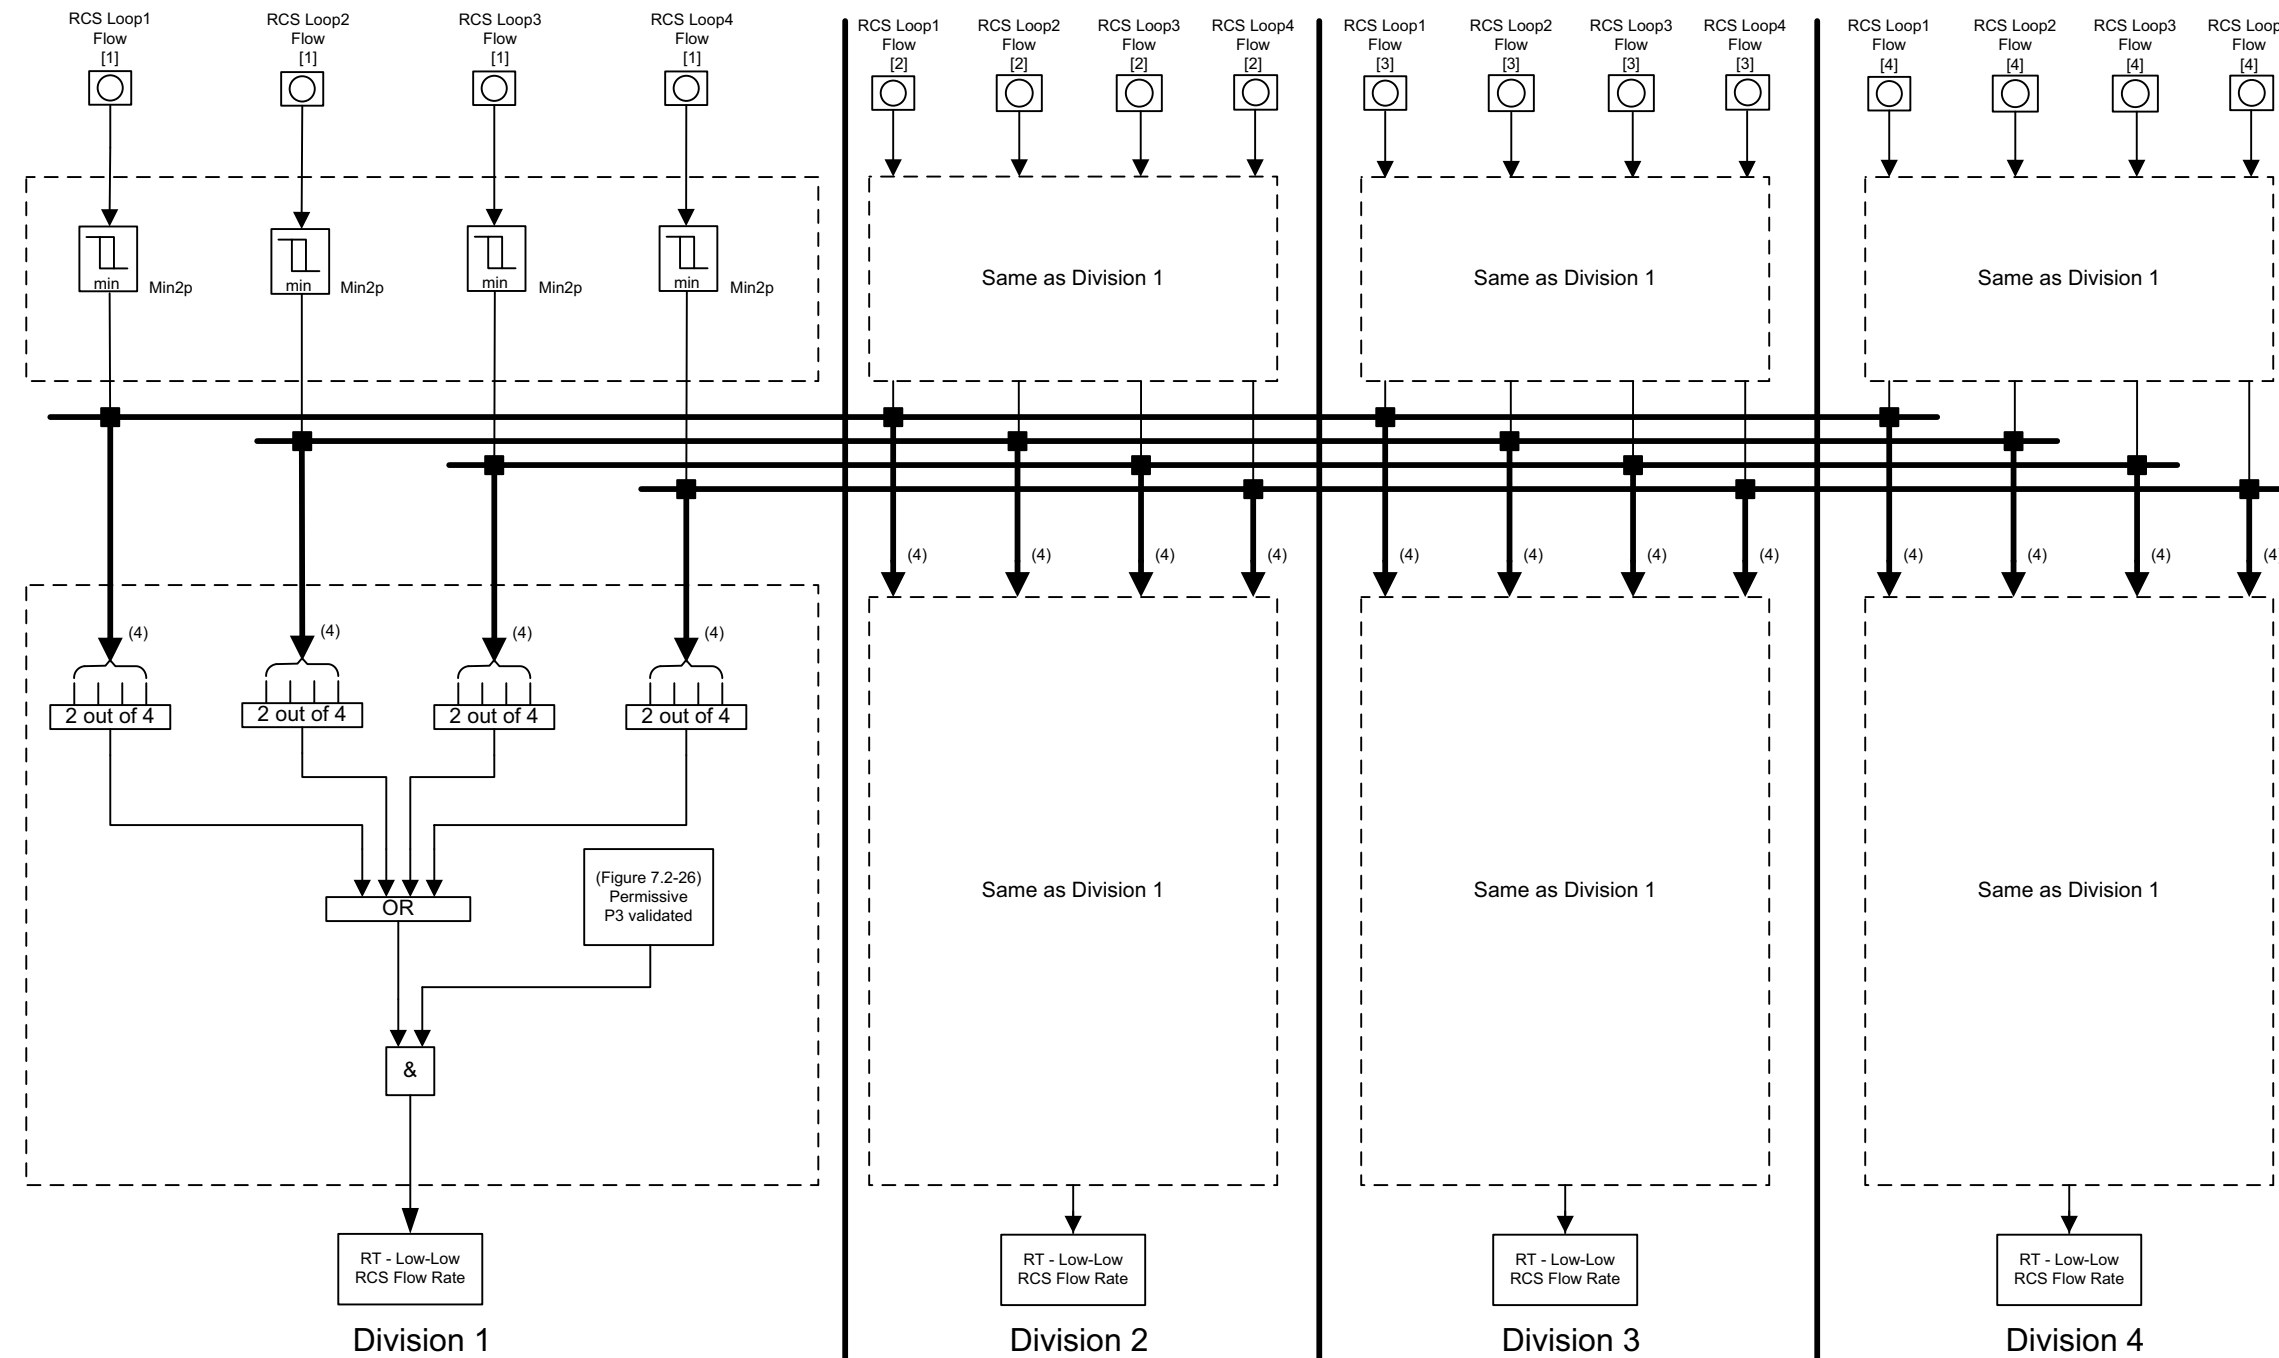 RCS Loop1
Flow
[1]
RCS Loop2
Flow
[1]
RCS Loop3
Flow
[1]
RCS Loop4
Flow
[1]
RCS Loop1
Flow
[2]
RCS Loop2
Flow
[2]
RCS Loop3
Flow
[2]
RCS Loop4
Flow
[2]
RCS Loop1
Flow
[3]
RCS Loop2
Flow
[3]
RCS Loop3
Flow
[3]
RCS Loop4
Flow
[3]
RCS Loop1
Flow
[4]
RCS Loop2
Flow
[4]
RCS Loop3
Flow
[4]
RCS Loop
Flow
[4]
min
Min2p
min
Min2p
min
Min2p
min
Min2p
Same as Division 1
Same as Division 1
Same as Division 1
(4)
(4)
(4)
(4)
(4)
(4)
(4)
(4)
(4)
(4)
(4)
(4
(4)
(4)
(4)
(4)
2 out of 4
2 out of 4
2 out of 4
2 out of 4
(Figure 7.2-26)
Permissive
P3 validated
OR
&
Same as Division 1
Same as Division 1
Same as Division 1
RT - Low-Low
RCS Flow Rate
RT - Low-Low
RCS Flow Rate
RT - Low-Low
RCS Flow Rate
RT - Low-Low
RCS Flow Rate
Division 1
Division 2
Division 3
Division 4